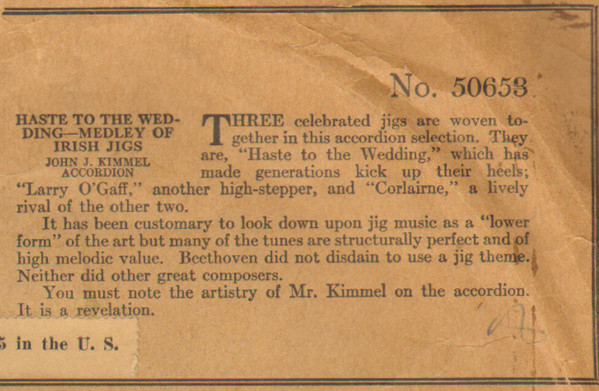 No. 50653
HASTE TO THE WED-
DING—MEDLEY OF
IRISH JIGS
JOHN J. KIMMEL
ACCORDION
THREE celebrated jigs are woven to-
gether in this accordion selection. They
are, "Haste to the Wedding," which has
made generations kick up their heels;
"Larry O'Gaff," another high-stepper, and "Corlairne," a lively
rival of the other two.
It has been customary to look down upon jig music as a "lower
form" of the art but many of the tunes are structurally perfect and of
high melodic value. Beethoven did not disdain to use a jig theme.
Neither did other great composers.
You must note the artistry of Mr. Kimmel on the accordion.
It is a revelation.
5 in the U. S.